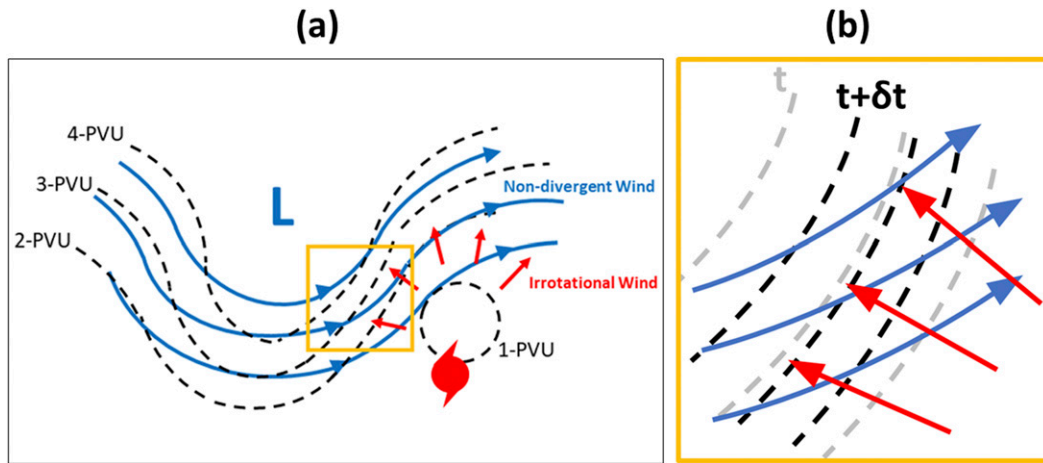 (a)
(b)
4-PVU
3-PVU
2-PVU
L
Non-divergent Wind
Irrotational Wind
1-PVU
t
t+δt